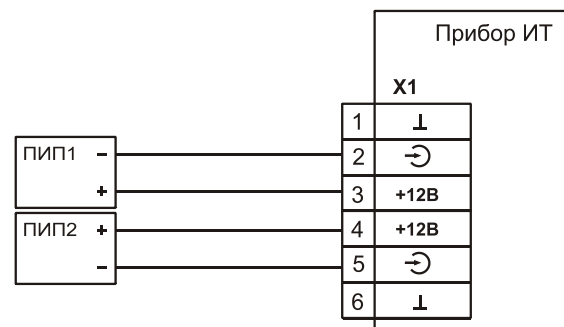 Прибор ИТ
X1
1 ⊥
ПИП1 – 2
+ 3 +12В
ПИП2 + 4 +12В
– 5
6 ⊥